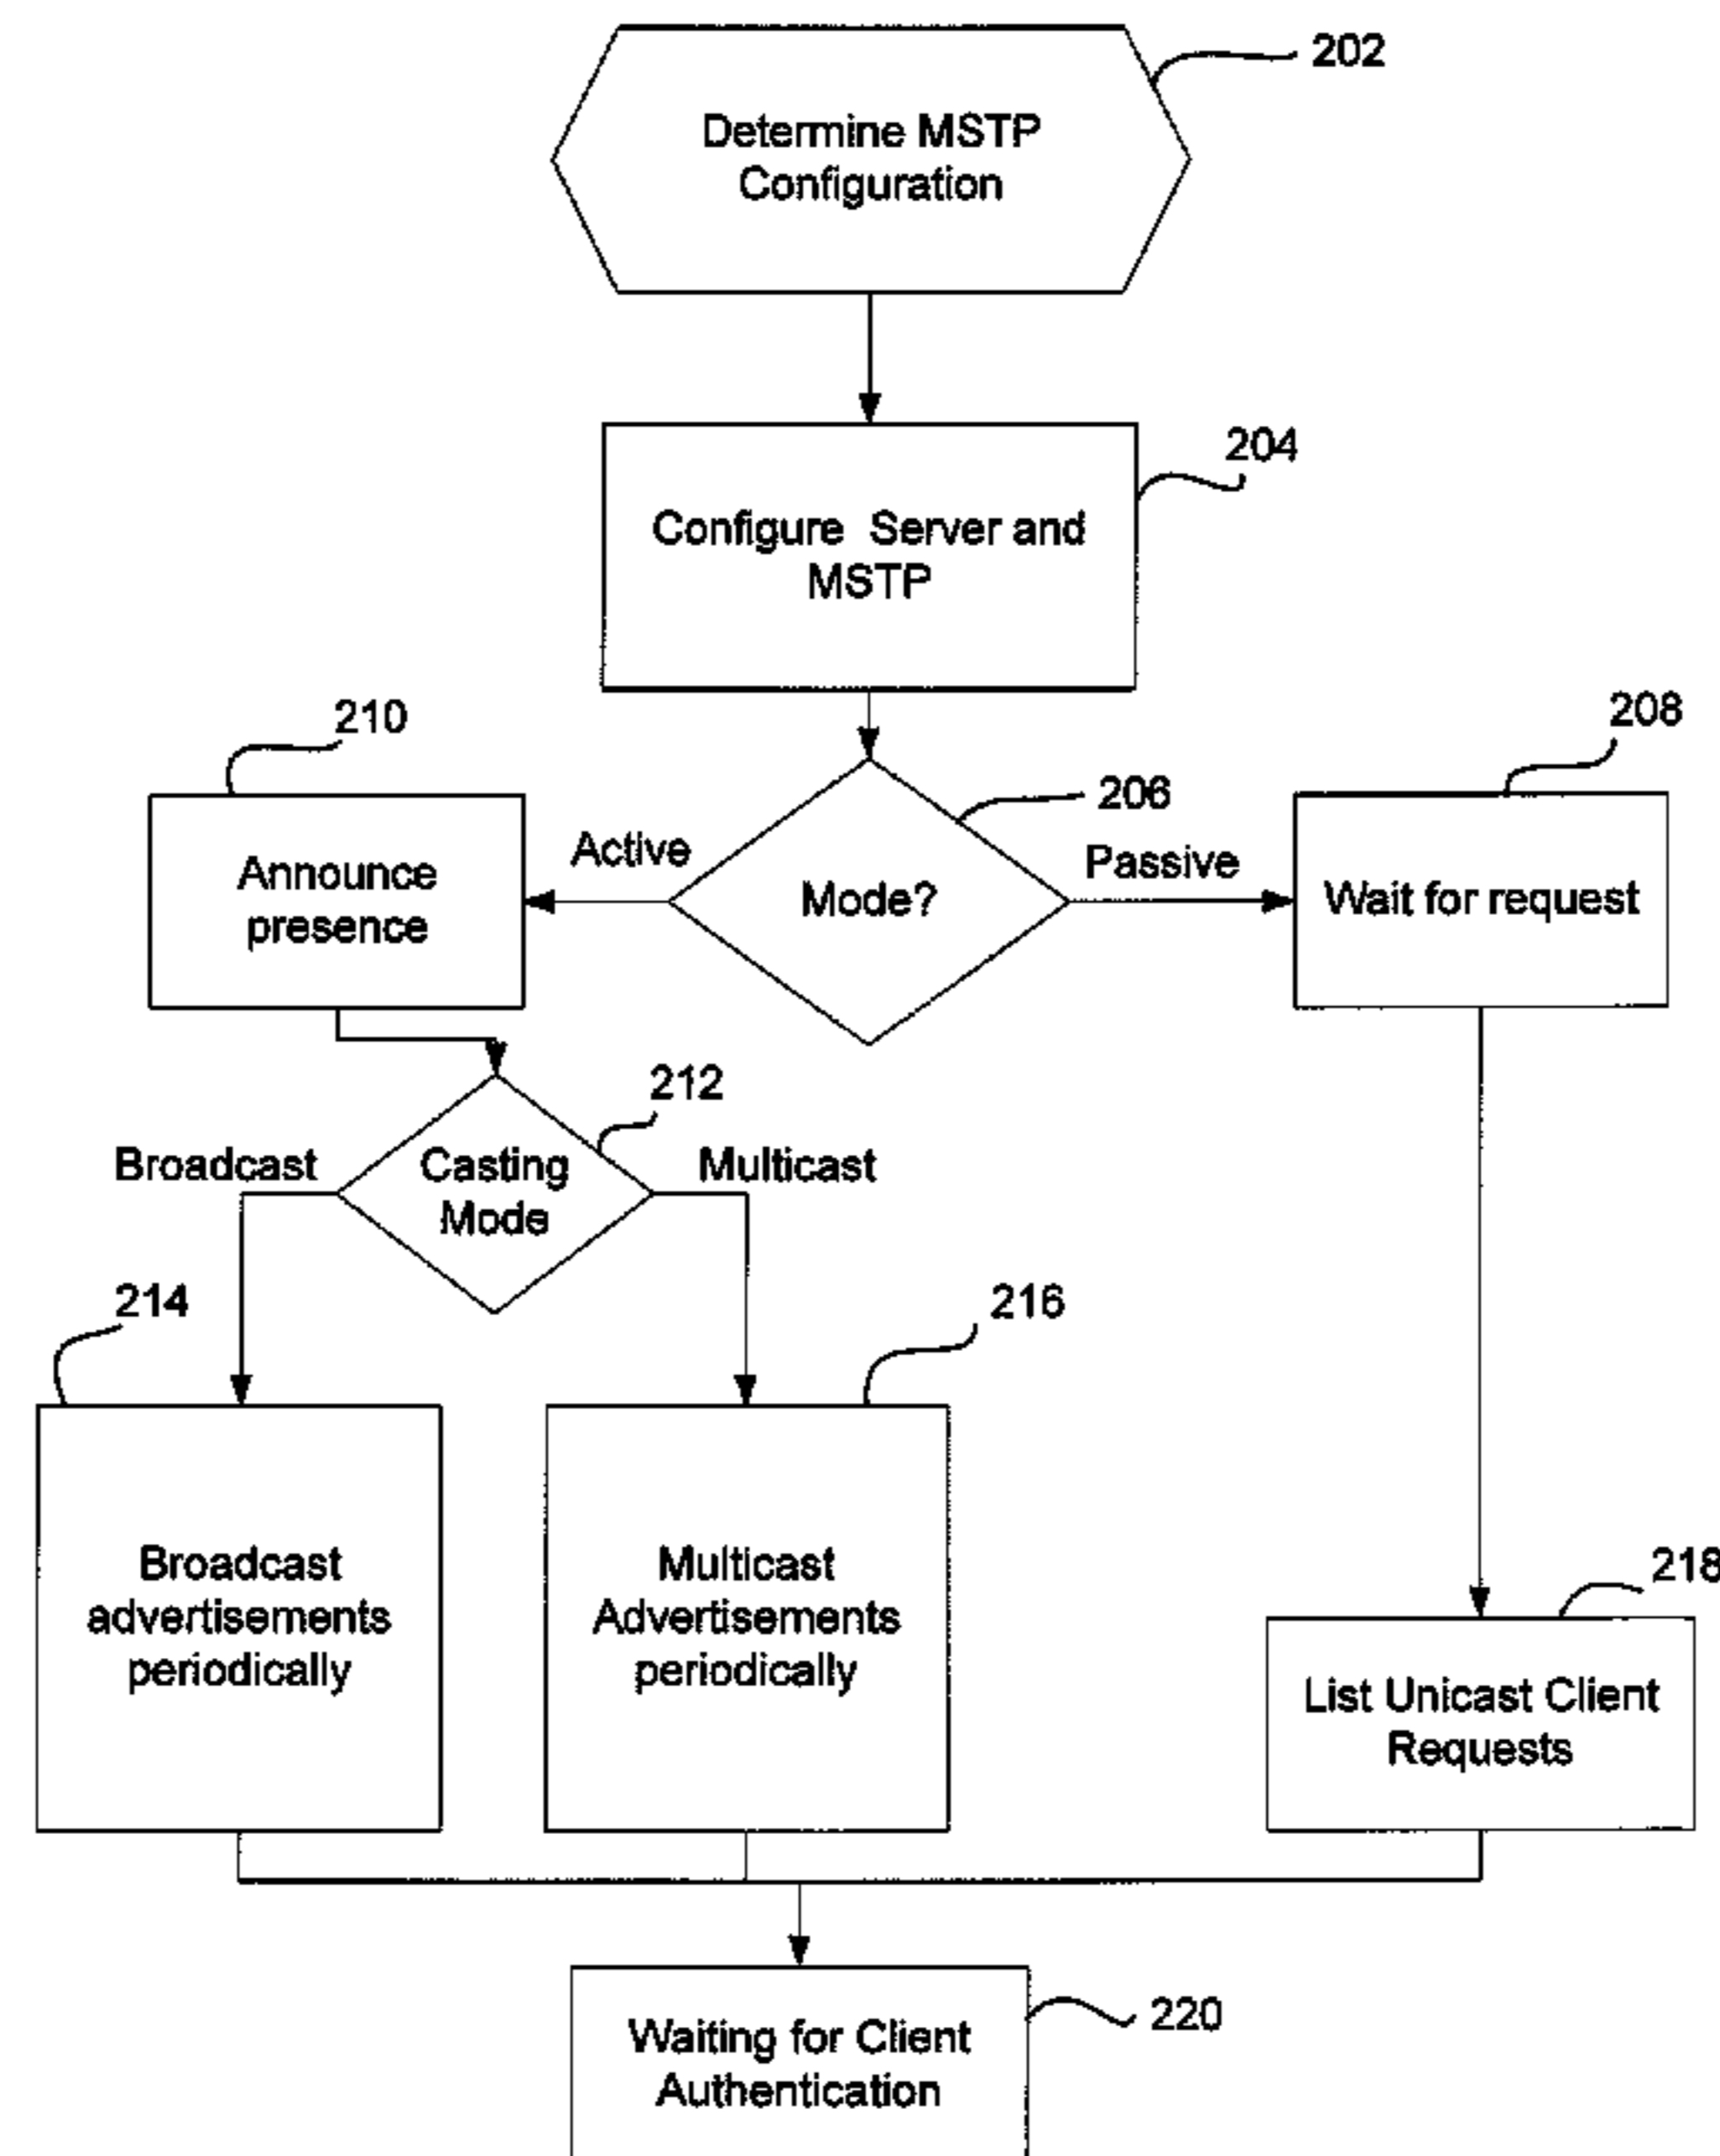 202
Determine MSTP
Configuration
204
Configure Server and
MSTP
210
208
206
Active
Passive
Announce
presence
Mode?
Wait for request
212
Broadcast
Casting
Mode
Multicast
214
216
Broadcast
advertisements
periodically
Multicast
Advertisements
periodically
218
List Unicast Client
Requests
220
Waiting for Client
Authentication